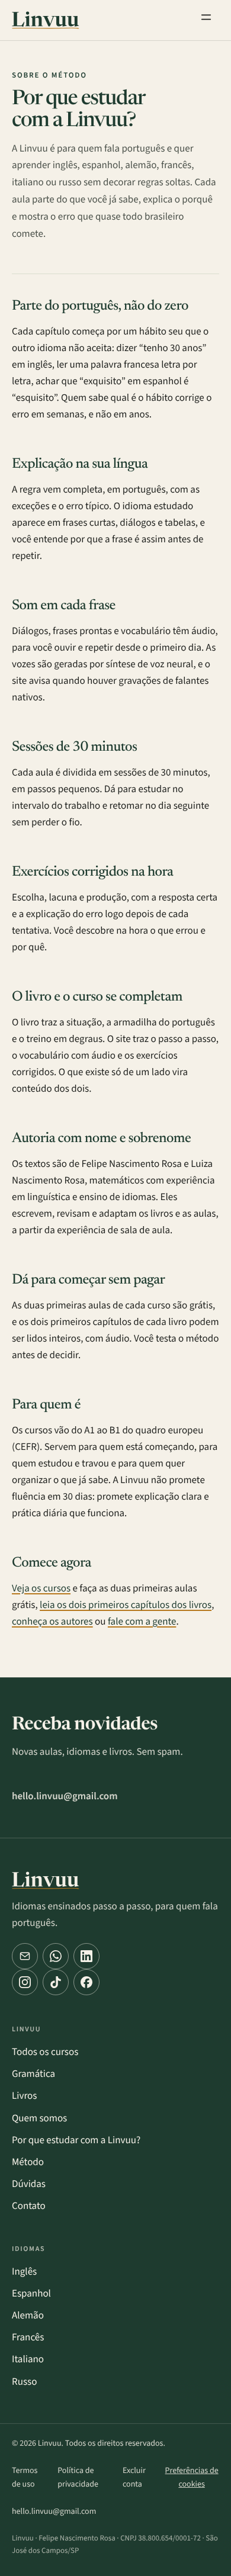 Linvuu
SOBRE O MÉTODO
Por que estudar
com a Linvuu?
A Linvuu é para quem fala português e quer
aprender inglês, espanhol, alemão, francês,
italiano ou russo sem decorar regras soltas. Cada
aula parte do que você já sabe, explica o porquê
e mostra o erro que quase todo brasileiro
comete.
Parte do português, não do zero
Cada capítulo começa por um hábito seu que o
outro idioma não aceita: dizer “tenho 30 anos”
em inglês, ler uma palavra francesa letra por
letra, achar que “exquisito” em espanhol é
“esquisito”. Quem sabe qual é o hábito corrige o
erro em semanas, e não em anos.
Explicação na sua língua
A regra vem completa, em português, com as
exceções e o erro típico. O idioma estudado
aparece em frases curtas, diálogos e tabelas, e
você entende por que a frase é assim antes de
repetir.
Som em cada frase
Diálogos, frases prontas e vocabulário têm áudio,
para você ouvir e repetir desde o primeiro dia. As
vozes são geradas por síntese de voz neural, e o
site avisa quando houver gravações de falantes
nativos.
Sessões de 30 minutos
Cada aula é dividida em sessões de 30 minutos,
em passos pequenos. Dá para estudar no
intervalo do trabalho e retomar no dia seguinte
sem perder o fio.
Exercícios corrigidos na hora
Escolha, lacuna e produção, com a resposta certa
e a explicação do erro logo depois de cada
tentativa. Você descobre na hora o que errou e
por quê.
O livro e o curso se completam
O livro traz a situação, a armadilha do português
e o treino em degraus. O site traz o passo a passo,
o vocabulário com áudio e os exercícios
corrigidos. O que existe só de um lado vira
conteúdo dos dois.
Autoria com nome e sobrenome
Os textos são de Felipe Nascimento Rosa e Luiza
Nascimento Rosa, matemáticos com experiência
em linguística e ensino de idiomas. Eles
escrevem, revisam e adaptam os livros e as aulas,
a partir da experiência de sala de aula.
Dá para começar sem pagar
As duas primeiras aulas de cada curso são grátis,
e os dois primeiros capítulos de cada livro podem
ser lidos inteiros, com áudio. Você testa o método
antes de decidir.
Para quem é
Os cursos vão do A1 ao B1 do quadro europeu
(CEFR). Servem para quem está começando, para
quem estudou e travou e para quem quer
organizar o que já sabe. A Linvuu não promete
fluência em 30 dias: promete explicação clara e
prática diária que funciona.
Comece agora
Veja os cursos e faça as duas primeiras aulas
grátis, leia os dois primeiros capítulos dos livros,
conheça os autores ou fale com a gente.
Receba novidades
Novas aulas, idiomas e livros. Sem spam.
hello.linvuu@gmail.com
Linvuu
Idiomas ensinados passo a passo, para quem fala
português.
LINVUU
Todos os cursos
Gramática
Livros
Quem somos
Por que estudar com a Linvuu?
Método
Dúvidas
Contato
IDIOMAS
Inglês
Espanhol
Alemão
Francês
Italiano
Russo
© 2026 Linvuu. Todos os direitos reservados.
Termos de uso
Política de privacidade
Excluir conta
Preferências de cookies
hello.linvuu@gmail.com
Linvuu · Felipe Nascimento Rosa · CNPJ 38.800.654/0001-72 · São
José dos Campos/SP